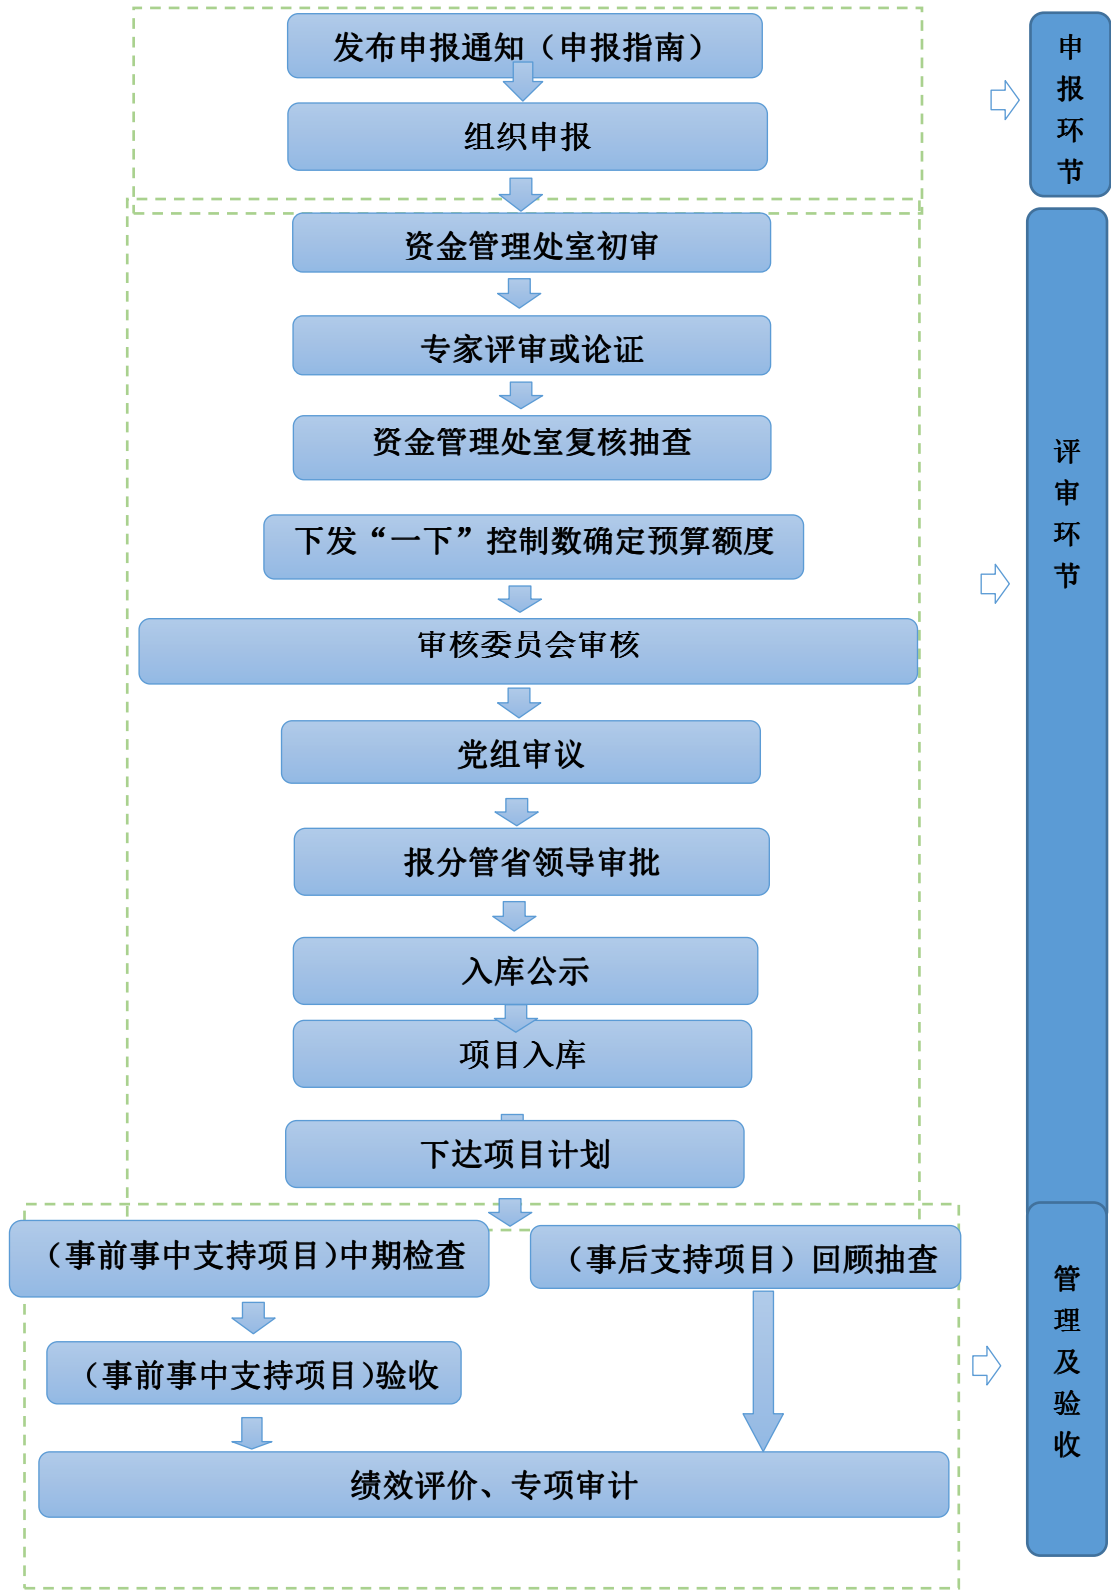 发布申报通知（申报指南）
组织申报
申报环节
资金管理处室初审
专家评审或论证
资金管理处室复核抽查
下发“一下”控制数确定预算额度
审核委员会审核
党组审议
报分管省领导审批
入库公示
项目入库
下达项目计划
评审环节
（事前事中支持项目）中期检查
（事后支持项目）回顾抽查
（事前事中支持项目）验收
绩效评价、专项审计
管理及验收